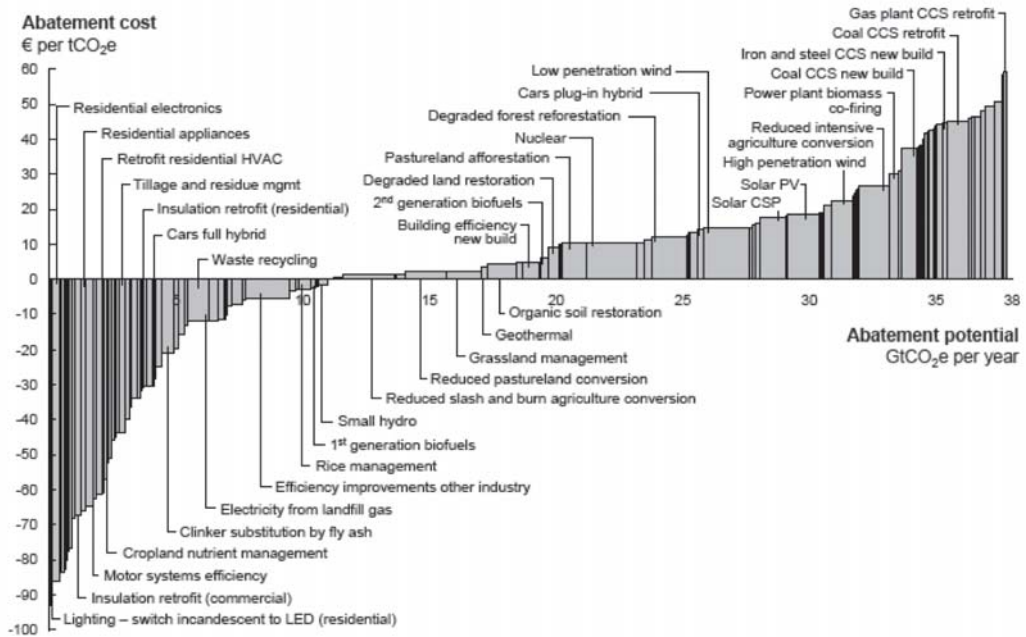 Abatement cost
€ per tCO2e
60
50
40
30
20
10
0
-10
-20
-30
-40
-50
-60
-70
-80
-90
-100
Residential electronics
Residential appliances
Retrofit residential HVAC
Tillage and residue mgmt
Insulation retrofit (residential)
Cars full hybrid
Waste recycling
Gas plant CCS retrofit
Coal CCS retrofit
Iron and steel CCS new build
Coal CCS new build
Power plant biomass
co-firing
Reduced intensive
agriculture conversion
High penetration wind
Solar PV
Solar CSP
Low penetration wind
Cars plug-in hybrid
Degraded forest reforestation
Nuclear
Pastureland afforestation
Degraded land restoration
2nd generation biofuels
Building efficiency
new build
5
10
15
20
25
30
35
38
Abatement potential
GtCO2e per year
Organic soil restoration
Geothermal
Grassland management
Reduced pastureland conversion
Reduced slash and burn agriculture conversion
Small hydro
1st generation biofuels
Rice management
Efficiency improvements other industry
Electricity from landfill gas
Clinker substitution by fly ash
Cropland nutrient management
Motor systems efficiency
Insulation retrofit (commercial)
Lighting – switch incandescent to LED (residential)